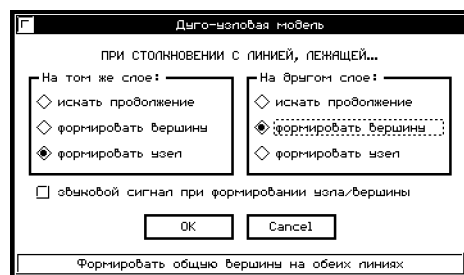 Дуго-узловая модель
ПРИ СТОЛКНОВЕНИИ С ЛИНИЕЙ, ЛЕЖАЩЕЙ...
На том же слое:
искать продолжение
формировать вершину
формировать узел
На другом слое:
искать продолжение
формировать вершину
формировать узел
звуковой сигнал при формировании узла/вершины
OK
Cancel
Формировать общую вершину на обеих линиях